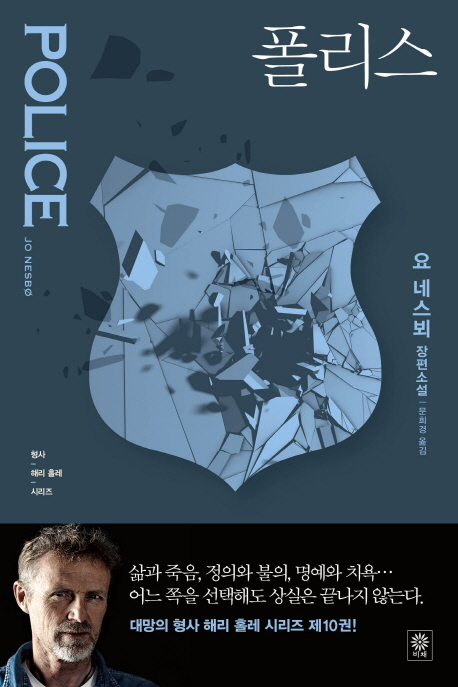 폴리스
POLICE
JO NESBØ
요 네스뵈 장편소설 | 문희경 옮김
형사
해리 홀레
시리즈
삶과 죽음, 정의와 불의, 명예와 치욕…
어느 쪽을 선택해도 상실은 끝나지 않는다.
대망의 형사 해리 홀레 시리즈 제10권!
비채